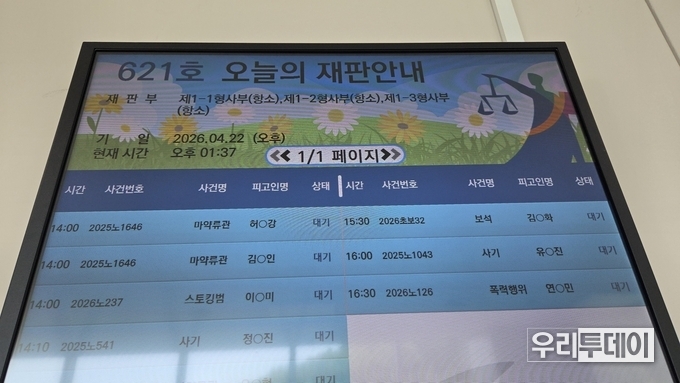 621호 오늘의 재판안내
재 판 부 제1-1형사부(항소),제1-2형사부(항소),제1-3형사부
(항소)
기 일 2026.04.22 (오후)
현재 시간 오후 01:37
1/1 페이지
시간 사건번호 사건명 피고인명 상태 시간 사건번호 사건명 피고인명 상태
14:00 2025노1646 마약류관 허○강 대기 15:30 2026초보32 보석 김○화 대기
14:00 2025노1646 마약류관 김○인 대기 16:00 2025노1043 사기 유○진 대기
14:00 2026노237 스토킹범 이○미 대기 16:30 2026노126 폭력행위 연○민 대기
14:10 2025노541 사기 정○진 대기
대기
우리투데이